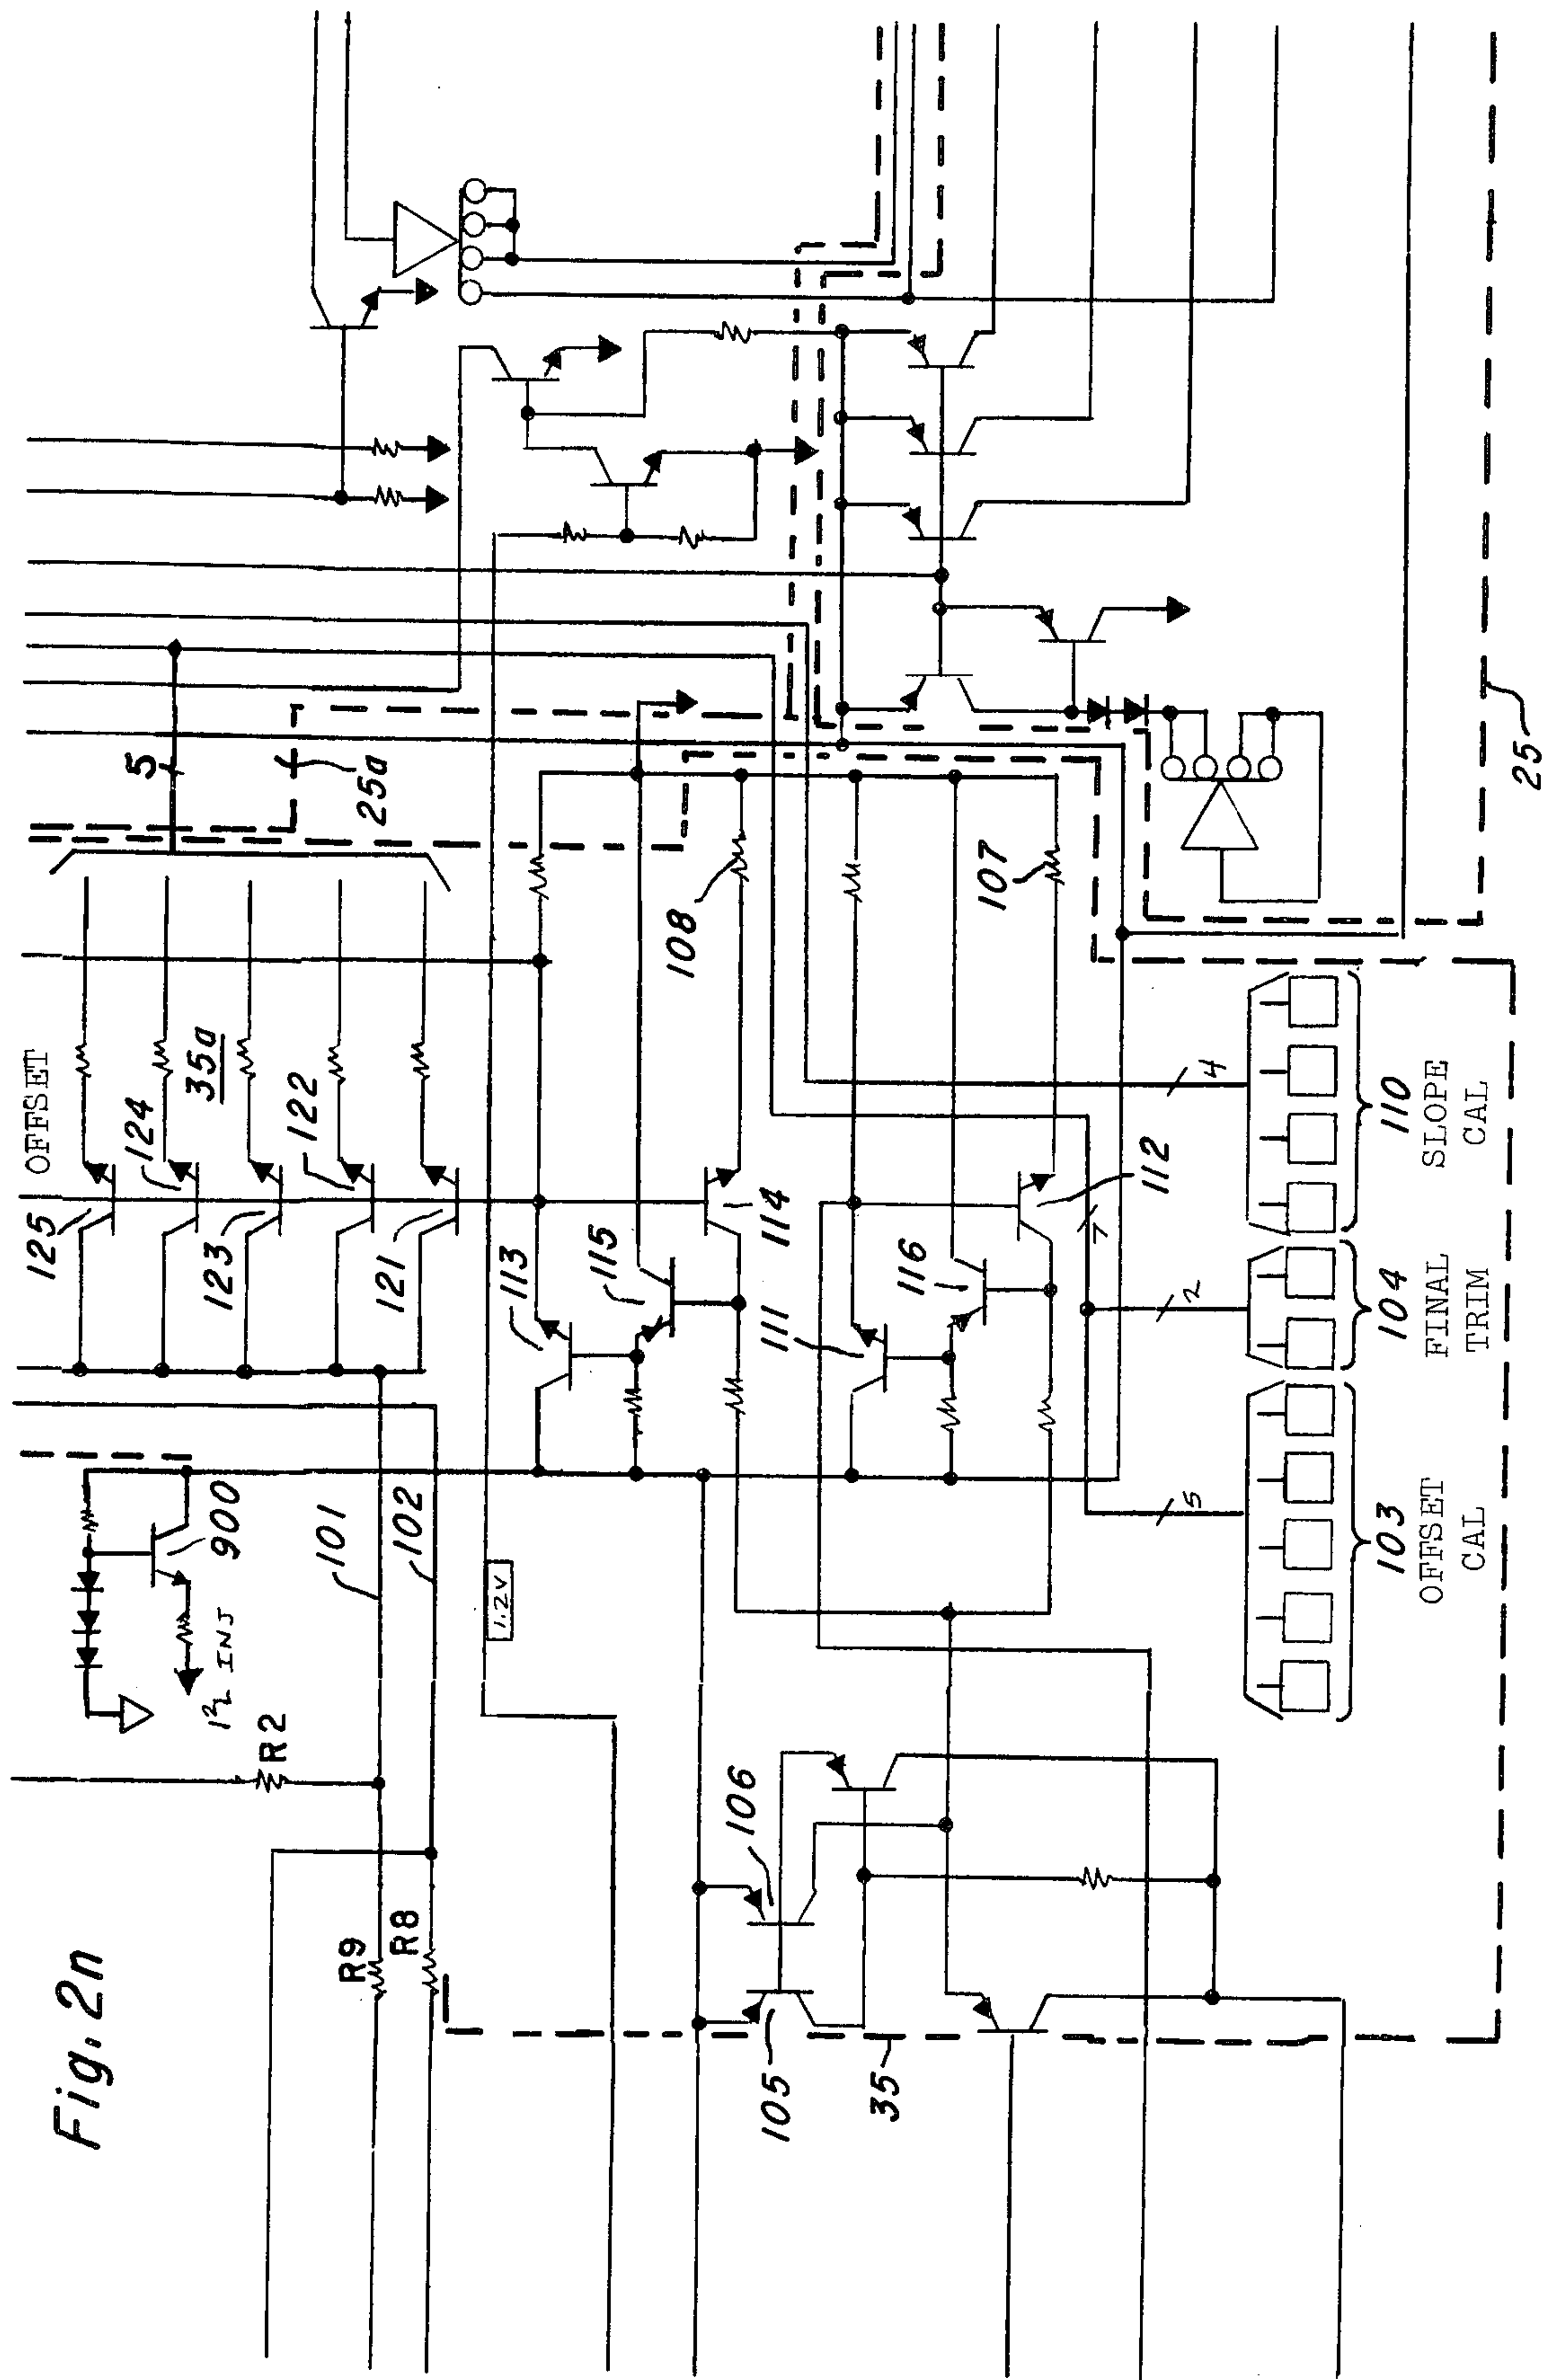 Fig. 2n
OFFSET
125
124
35a
123
122
121
5
25a
900
I²L INJ
R2
101
102
R9
R8
1.2V
113
115
114
108
111
116
112
107
106
105
35
7
4
2
5
110
SLOPE
CAL
104
FINAL
TRIM
103
OFFSET
CAL
25